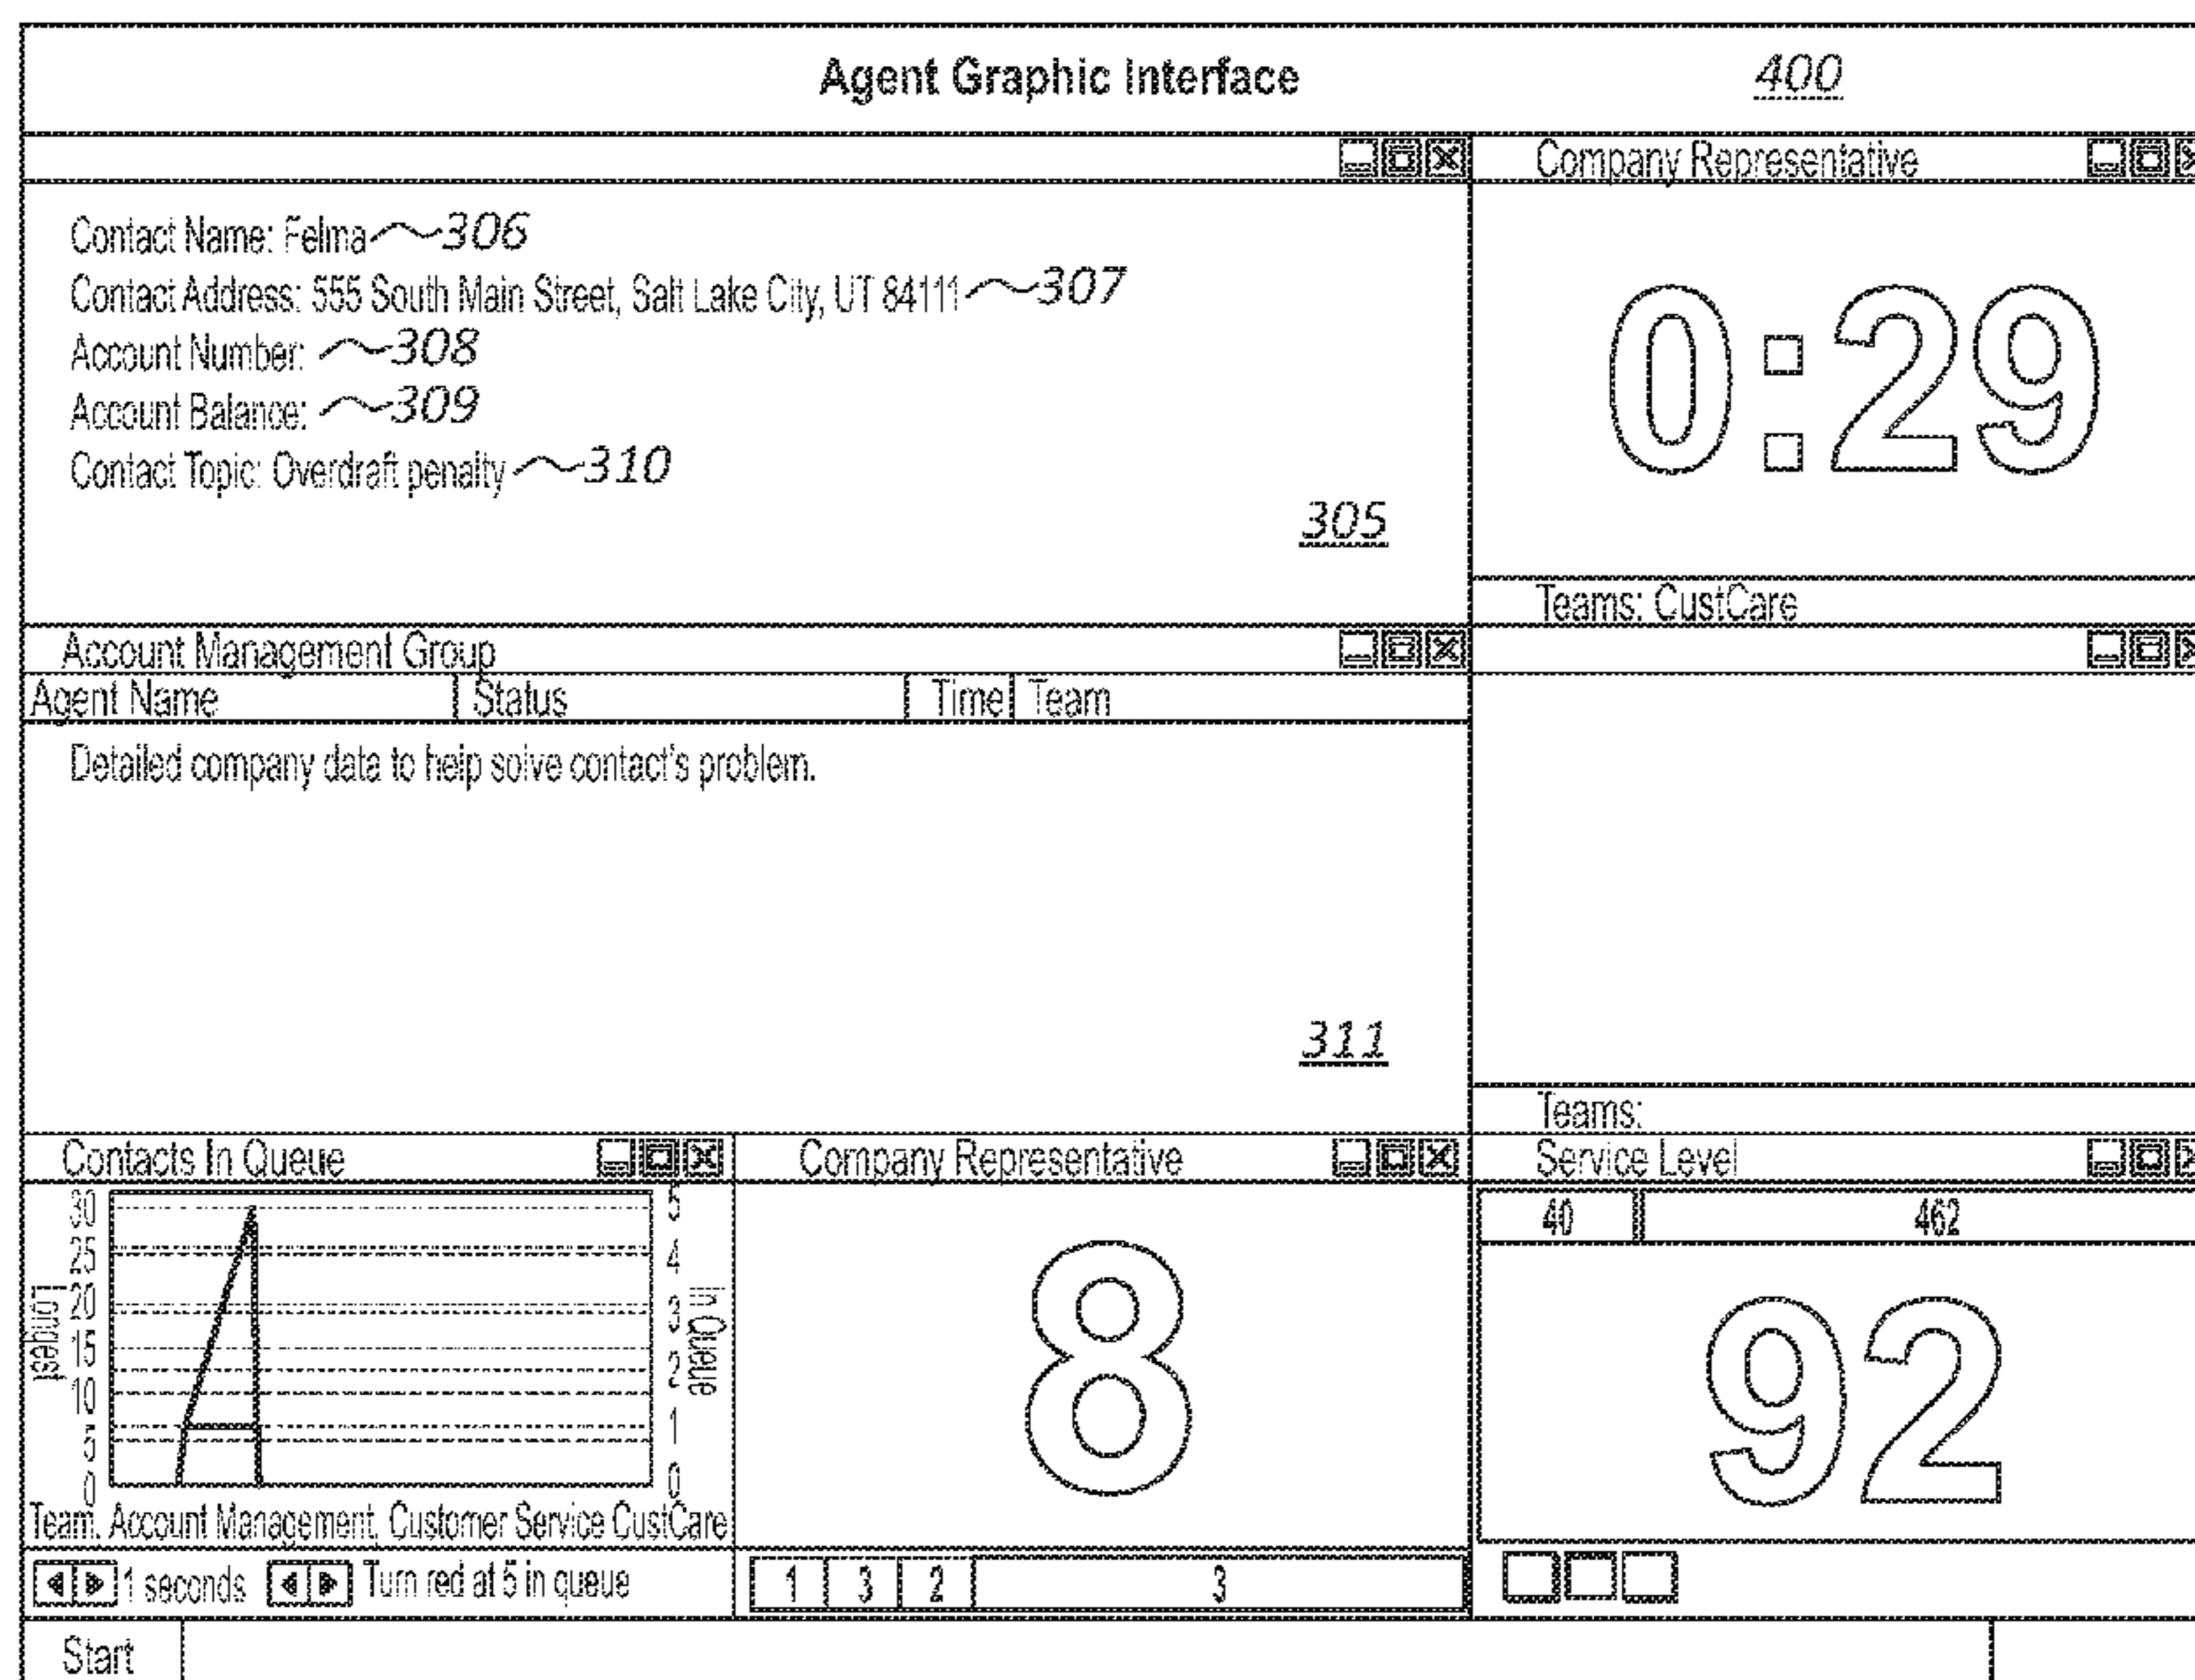 Agent Graphic Interface 400
Contact Name: Felma 306
Contact Address: 555 South Main Street, Salt Lake City, UT 84111 307
Account Number: 308
Account Balance: 309
Contact Topic: Overdraft penalty 310
305
Company Representative
0:29
Teams: CustCare
Account Management Group
Agent Name Status Time Team
Detailed company data to help solve contact's problem.
311
Teams:
Contacts In Queue
30
25
20
15
10
5
0
Longest
5
4
3
2
1
0
In Queue
Team. Account Management, Customer Service CustCare
1 seconds Turn red at 5 in queue
Company Representative
8
1 3 2 3
Service Level
40 462
92
Start